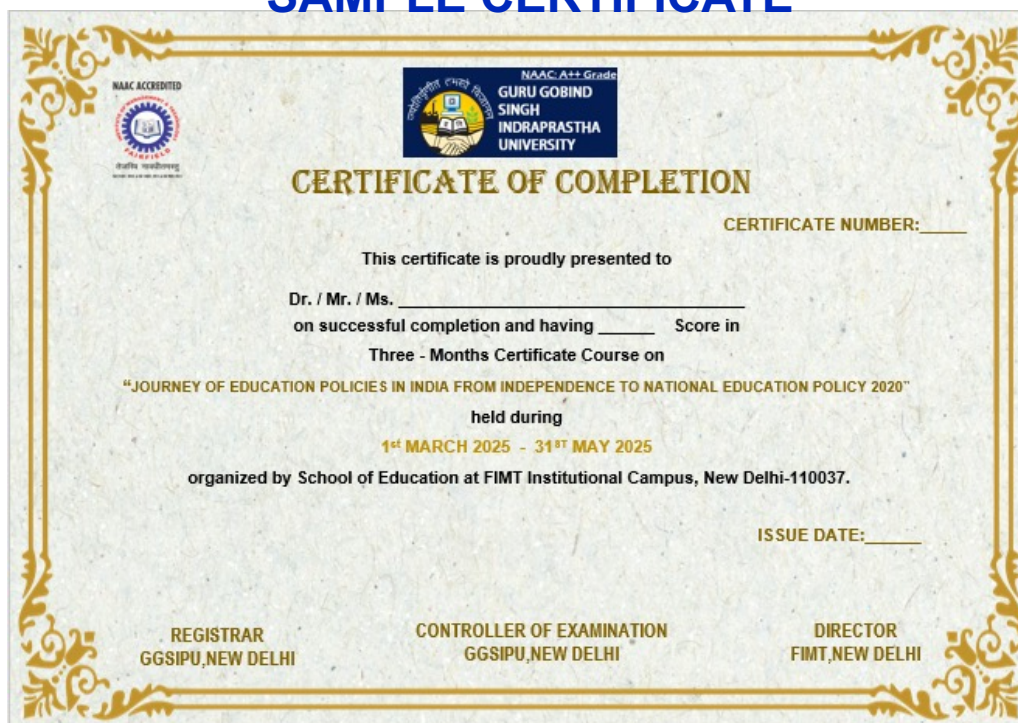 SAMPLE CERTIFICATE
NAAC ACCREDITED
FAIRFIELD
NAAC: A++ Grade
GURU GOBIND
SINGH
INDRAPRASTHA
UNIVERSITY
CERTIFICATE OF COMPLETION
CERTIFICATE NUMBER:_____
This certificate is proudly presented to
Dr. / Mr. / Ms. _____________________________________
on successful completion and having ______ Score in
Three - Months Certificate Course on
“JOURNEY OF EDUCATION POLICIES IN INDIA FROM INDEPENDENCE TO NATIONAL EDUCATION POLICY 2020”
held during
1st MARCH 2025 - 31ST MAY 2025
organized by School of Education at FIMT Institutional Campus, New Delhi-110037.
ISSUE DATE:______
REGISTRAR
GGSIPU,NEW DELHI
CONTROLLER OF EXAMINATION
GGSIPU,NEW DELHI
DIRECTOR
FIMT,NEW DELHI